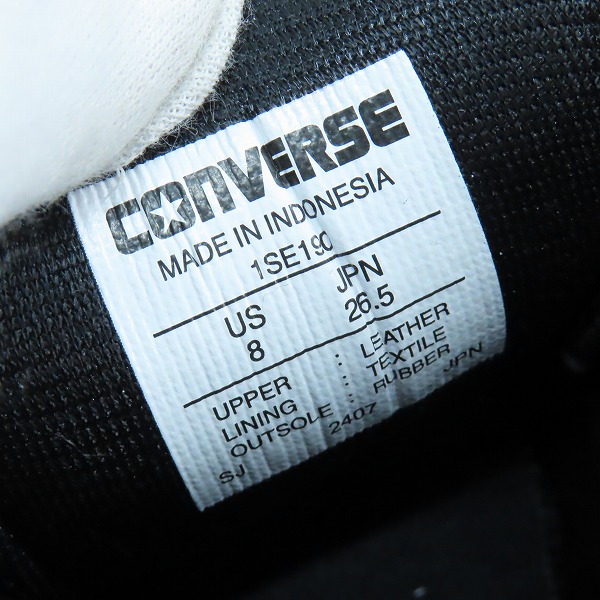 CONVERSE
MADE IN INDONESIA
1SE190
US JPN
8 26.5
UPPER : LEATHER
LINING : TEXTILE
OUTSOLE : RUBBER
SJ 2407 JPN